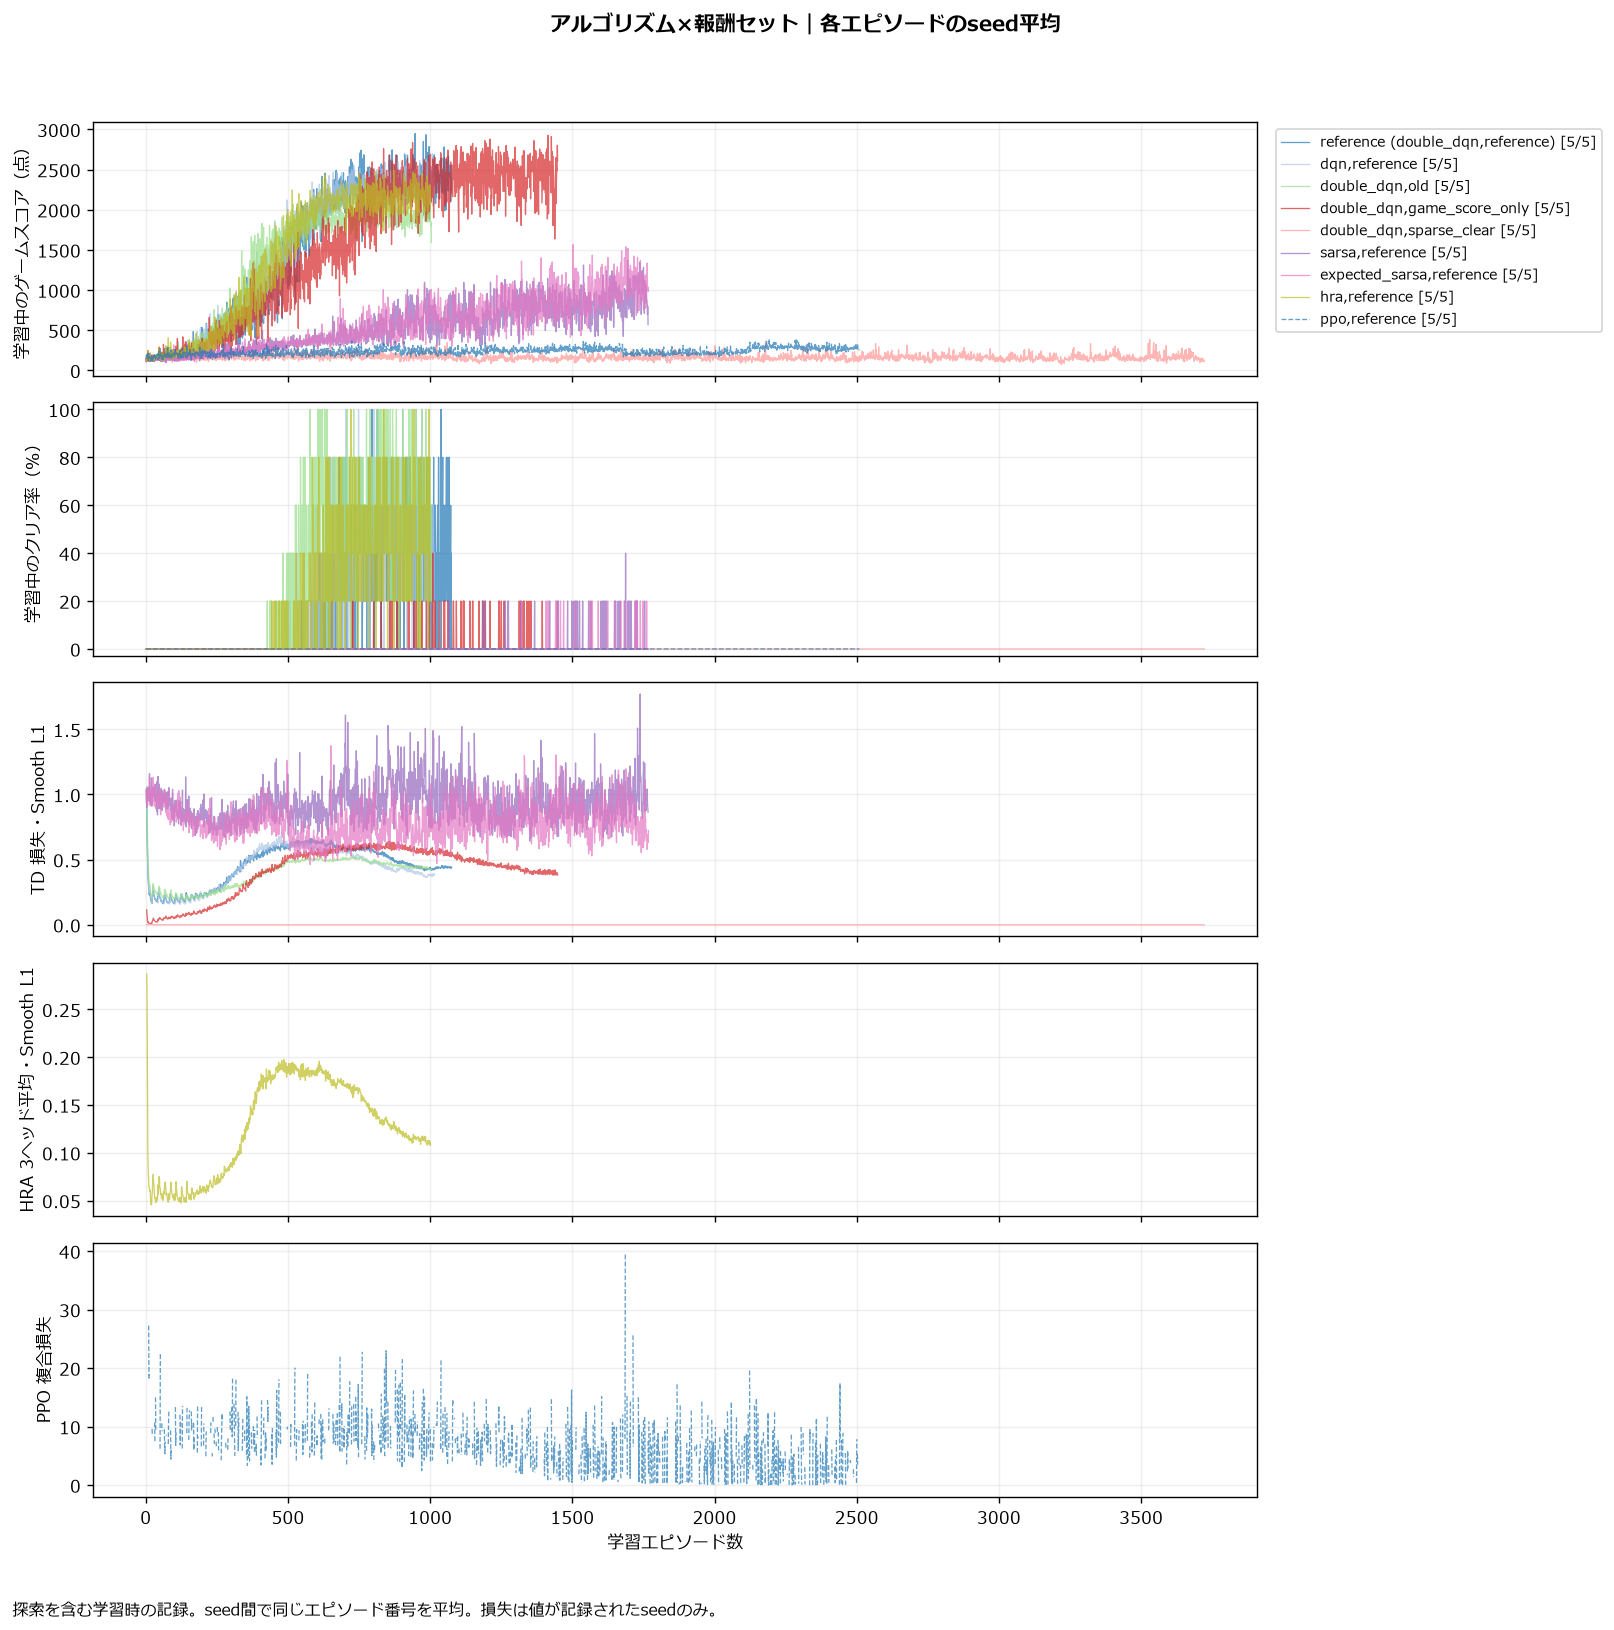 アルゴリズム×報酬セット｜各エピソードのseed平均
学習中のゲームスコア（点）
3000
2500
2000
1500
1000
500
0
reference (double_dqn,reference) [5/5]
dqn,reference [5/5]
double_dqn,old [5/5]
double_dqn,game_score_only [5/5]
double_dqn,sparse_clear [5/5]
sarsa,reference [5/5]
expected_sarsa,reference [5/5]
hra,reference [5/5]
ppo,reference [5/5]
学習中のクリア率（%）
100
80
60
40
20
0
TD 損失・Smooth L1
1.5
1.0
0.5
0.0
HRA 3ヘッド平均・Smooth L1
0.25
0.20
0.15
0.10
0.05
PPO 複合損失
40
30
20
10
0
0 500 1000 1500 2000 2500 3000 3500
学習エピソード数
探索を含む学習時の記録。seed間で同じエピソード番号を平均。損失は値が記録されたseedのみ。